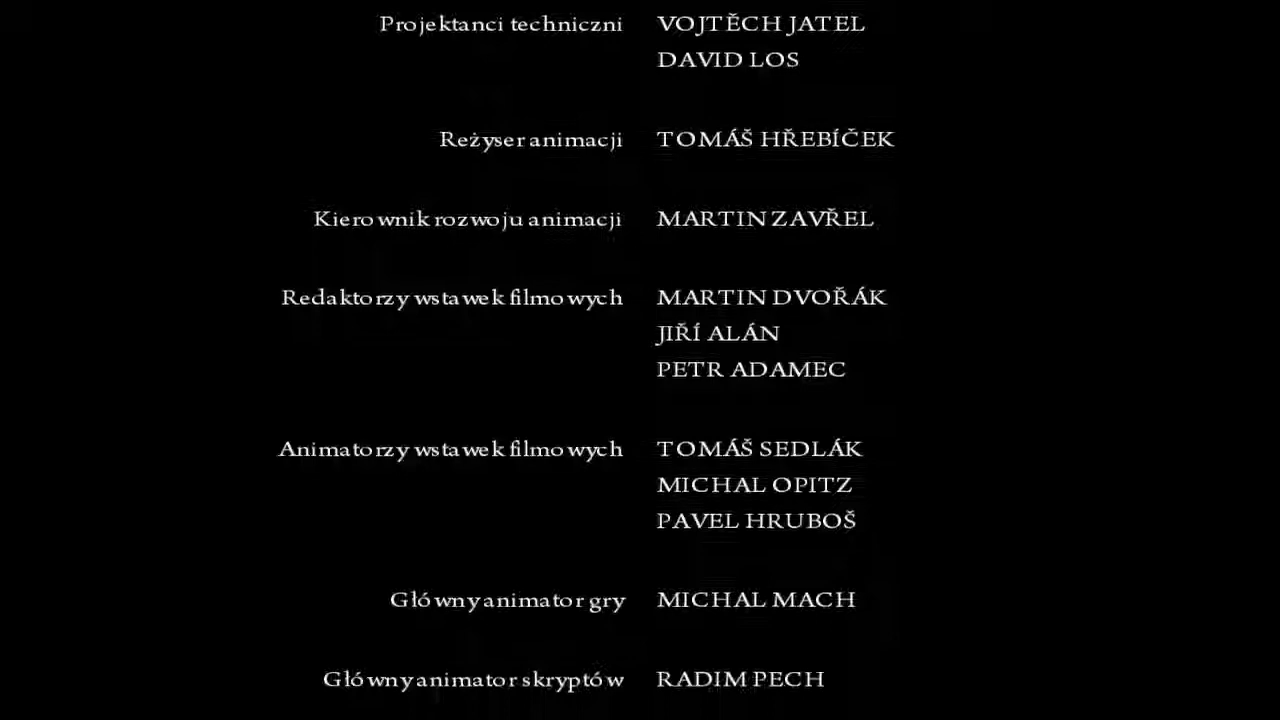 Projektanci techniczni VOJTĚCH JATEL
DAVID LOS
Reżyser animacji TOMÁŠ HŘEBÍČEK
Kierownik rozwoju animacji MARTIN ZAVŘEL
Redaktorzy wstawek filmowych MARTIN DVOŘÁK
JIŘÍ ALÁN
PETR ADAMEC
Animatorzy wstawek filmowych TOMÁŠ SEDLÁK
MICHAL OPITZ
PAVEL HRUBOŠ
Główny animator gry MICHAL MACH
Główny animator skryptów RADIM PECH